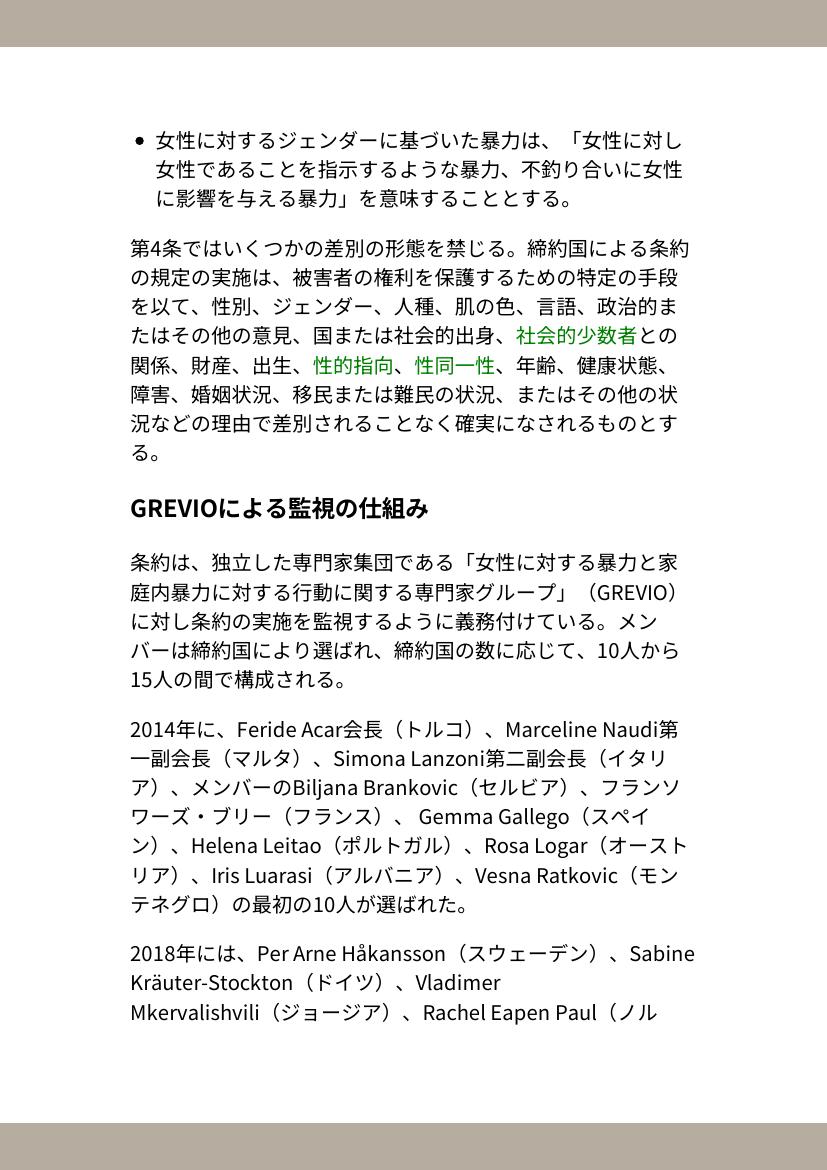 • 女性に対するジェンダーに基づいた暴力は、「女性に対し
女性であることを指示するような暴力、不釣り合いに女性
に影響を与える暴力」を意味することとする。
第4条ではいくつかの差別の形態を禁じる。締約国による条約
の規定の実施は、被害者の権利を保護するための特定の手段
を以て、性別、ジェンダー、人種、肌の色、言語、政治的ま
たはその他の意見、国または社会的出身、社会的少数者との
関係、財産、出生、性的指向、性同一性、年齢、健康状態、
障害、婚姻状況、移民または難民の状況、またはその他の状
況などの理由で差別されることなく確実になされるものとす
る。
GREVIOによる監視の仕組み
条約は、独立した専門家集団である「女性に対する暴力と家
庭内暴力に対する行動に関する専門家グループ」（GREVIO）
に対し条約の実施を監視するように義務付けている。メン
バーは締約国により選ばれ、締約国の数に応じて、10人から
15人の間で構成される。
2014年に、Feride Acar会長（トルコ）、Marceline Naudi第
一副会長（マルタ）、Simona Lanzoni第二副会長（イタリ
ア）、メンバーのBiljana Brankovic（セルビア）、フランソ
ワーズ・ブリー（フランス）、 Gemma Gallego（スペイ
ン）、Helena Leitao（ポルトガル）、Rosa Logar（オースト
リア）、Iris Luarasi（アルバニア）、Vesna Ratkovic（モン
テネグロ）の最初の10人が選ばれた。
2018年には、Per Arne Håkansson（スウェーデン）、Sabine
Kräuter-Stockton（ドイツ）、Vladimer
Mkervalishvili（ジョージア）、Rachel Eapen Paul（ノル